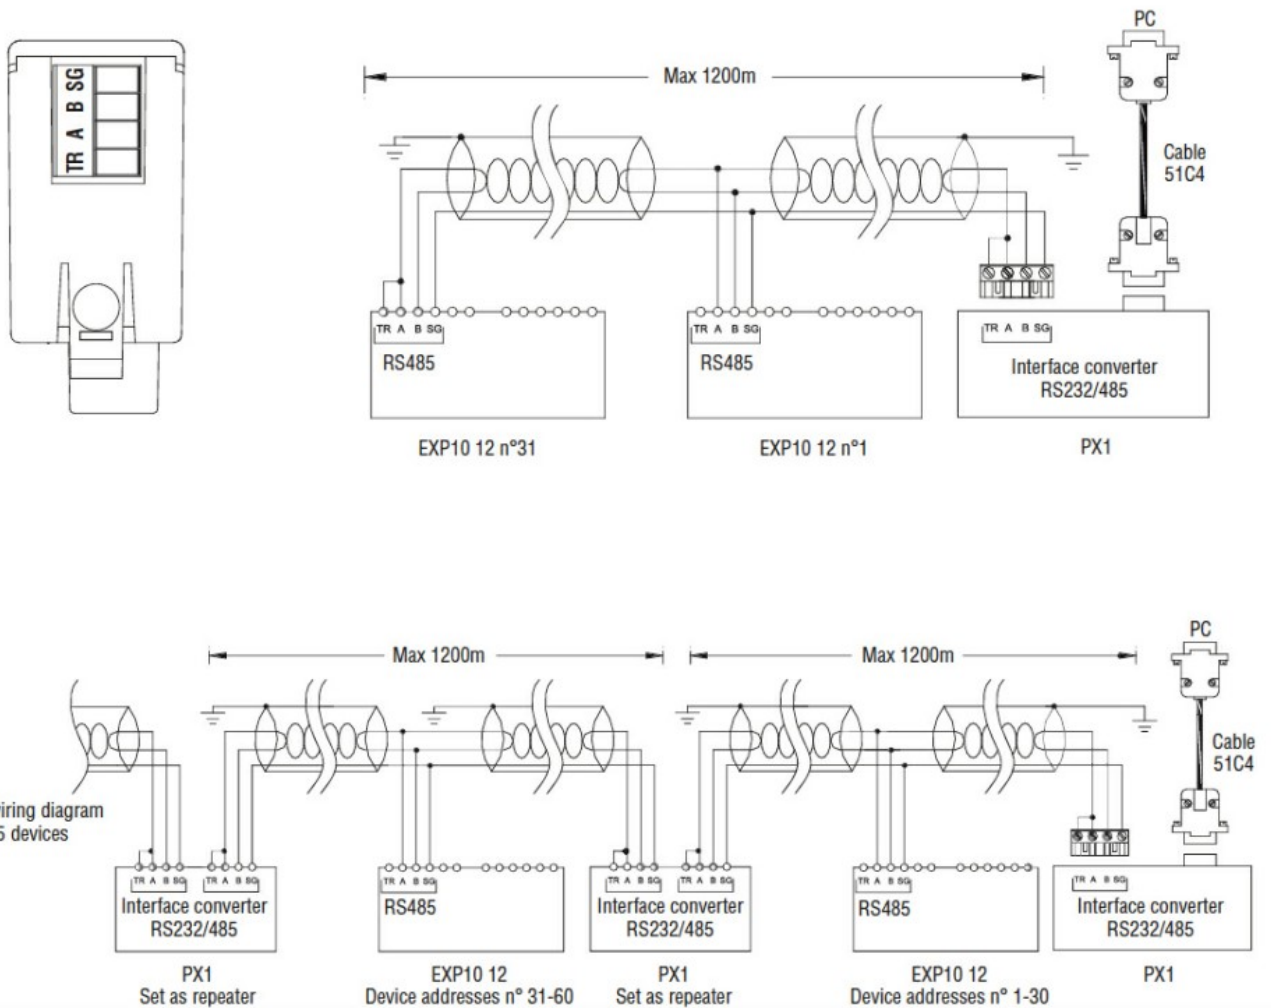 TR A B SG
Max 1200m
PC
Cable
51C4
TR A B SG
RS485
EXP10 12 n°31
TR A B SG
RS485
EXP10 12 n°1
TR A B SG
Interface converter
RS232/485
PX1
Max 1200m
Max 1200m
PC
Cable
51C4
iring diagram
5 devices
TR A B SG
TR A B SG
Interface converter
RS232/485
PX1
Set as repeater
TR A B SG
RS485
EXP10 12
Device addresses n° 31-60
TR A B SG
TR A B SG
Interface converter
RS232/485
PX1
Set as repeater
TR A B SG
RS485
EXP10 12
Device addresses n° 1-30
TR A B SG
Interface converter
RS232/485
PX1